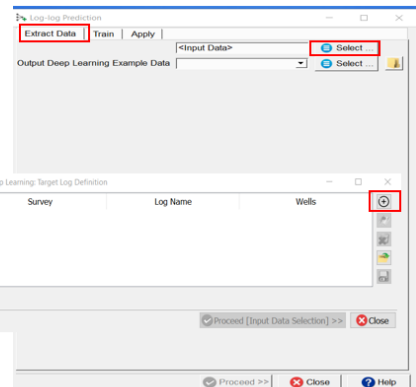 Log-log Prediction
Extract Data Train Apply
<Input Data> Select ...
Output Deep Learning Example Data Select ...
p Learning: Target Log Definition
Survey Log Name Wells
Proceed [Input Data Selection] >> Close
Proceed >> Close Help